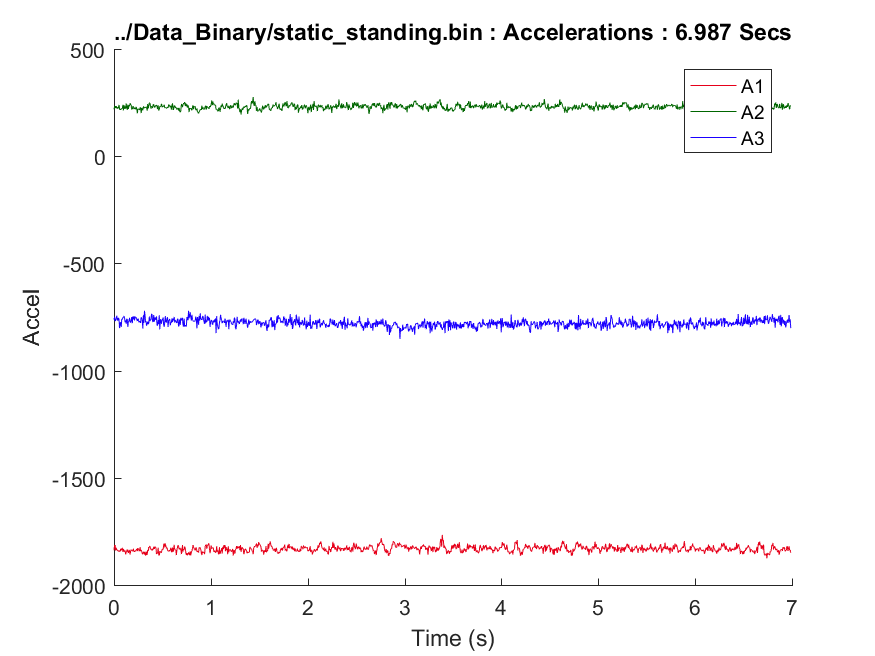 ../Data_Binary/static_standing.bin : Accelerations : 6.987 Secs
500
A1
A2
A3
0
-500
Accel
-1000
-1500
-2000
0 1 2 3 4 5 6 7
Time (s)